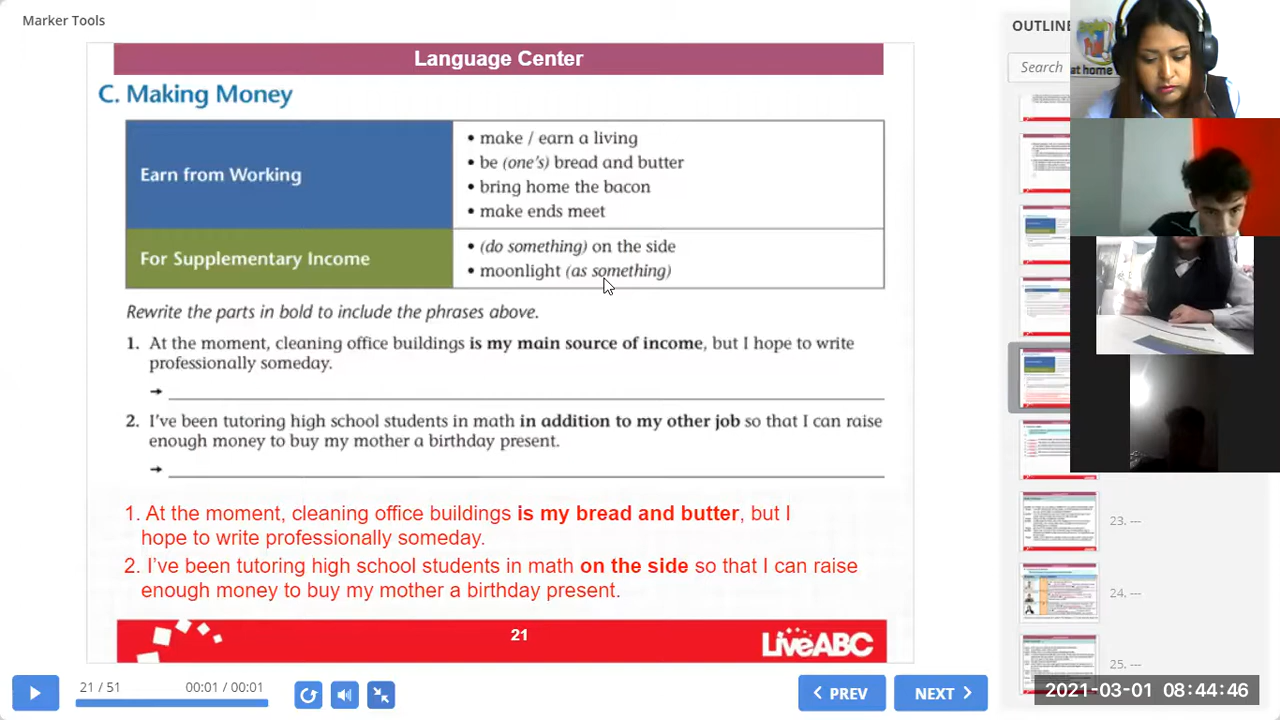 Marker Tools
OUTLINE
Search
at home
Language Center
C. Making Money
Earn from Working
• make / earn a living
• be (one's) bread and butter
• bring home the bacon
• make ends meet
For Supplementary Income
• (do something) on the side
• moonlight (as something)
Rewrite the parts in bold to include the phrases above.
1. At the moment, cleaning office buildings is my main source of income, but I hope to write
professionally someday.
2. I've been tutoring high school students in math in addition to my other job so that I can raise
enough money to buy my mother a birthday present.
1. At the moment, cleaning office buildings is my bread and butter, but I
hope to write professionally someday.
2. I've been tutoring high school students in math on the side so that I can raise
enough money to buy my mother a birthday present.
21
LiveABC
23. ---
24. ---
25. ---
21 / 51
00:01 / 00:01
PREV
NEXT
2021-03-01 08:44:46